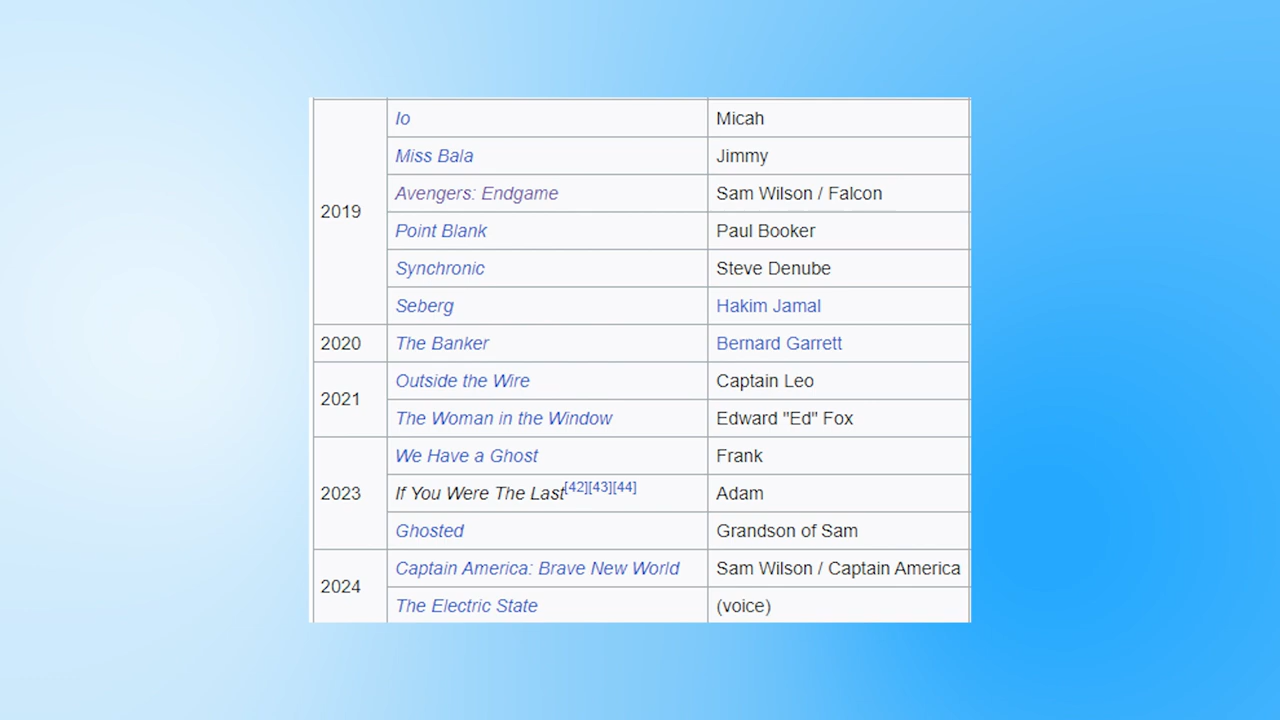 2019
Io Micah
Miss Bala Jimmy
Avengers: Endgame Sam Wilson / Falcon
Point Blank Paul Booker
Synchronic Steve Denube
Seberg Hakim Jamal
2020 The Banker Bernard Garrett
2021
Outside the Wire Captain Leo
The Woman in the Window Edward "Ed" Fox
2023
We Have a Ghost Frank
If You Were The Last[42][43][44] Adam
Ghosted Grandson of Sam
2024
Captain America: Brave New World Sam Wilson / Captain America
The Electric State (voice)